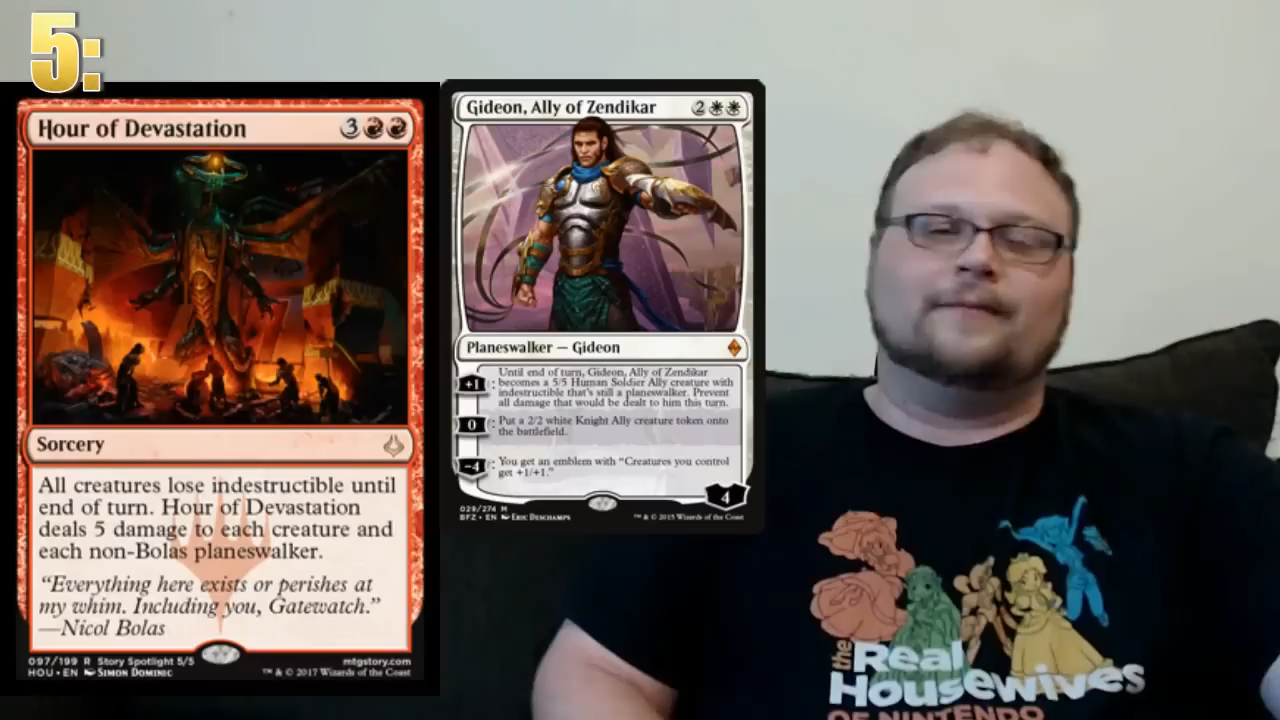 5:
Hour of Devastation 3
Sorcery
All creatures lose indestructible until
end of turn. Hour of Devastation
deals 5 damage to each creature and
each non-Bolas planeswalker.
“Everything here exists or perishes at
my whim. Including you, Gatewatch.”
—Nicol Bolas
097/199 R Story Spotlight 5/5
HOU • EN Simon Dominic
mtgstory.com
™ & © 2017 Wizards of the Coast
Gideon, Ally of Zendikar 2
Planeswalker — Gideon
+1: Until end of turn, Gideon, Ally of Zendikar
becomes a 5/5 Human Soldier Ally creature with
indestructible that's still a planeswalker. Prevent
all damage that would be dealt to him this turn.
0: Put a 2/2 white Knight Ally creature token onto
the battlefield.
-4: You get an emblem with “Creatures you control
get +1/+1.”
4
029/274 M
BFZ • EN Eric Deschamps
™ & © 2015 Wizards of the Coast
the Real
Housewives
OF NINTENDO